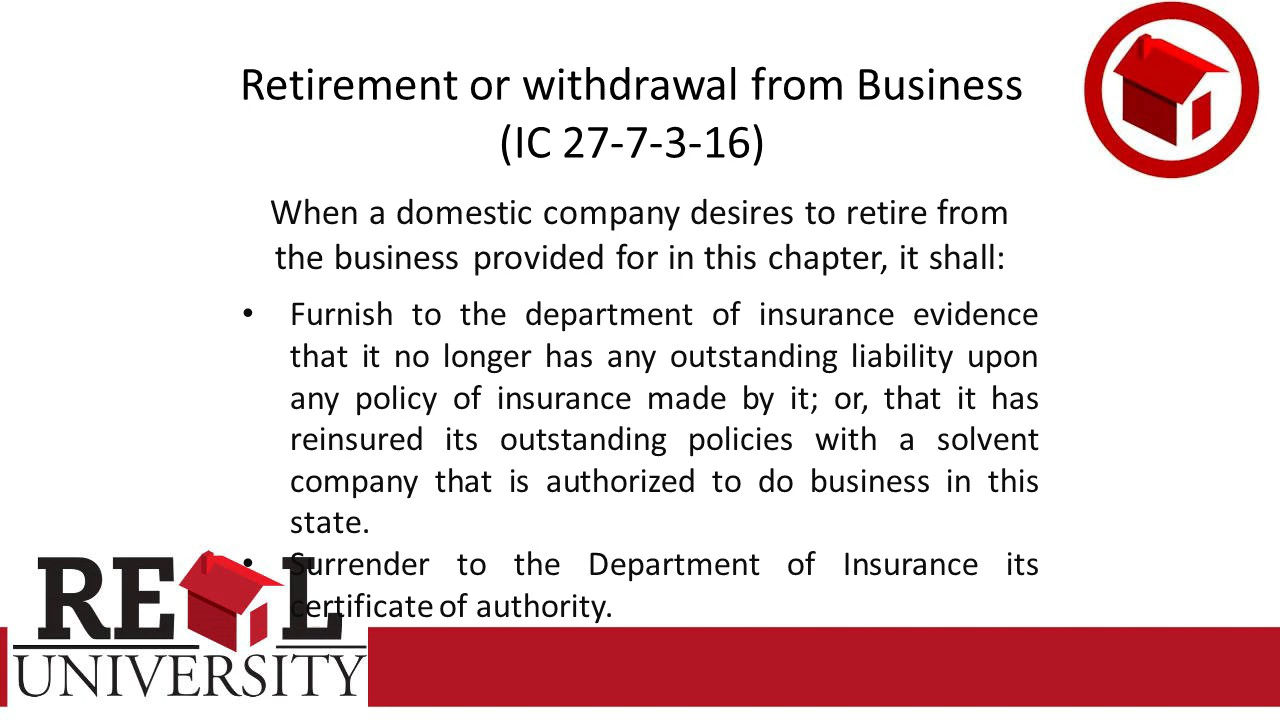 Retirement or withdrawal from Business
(IC 27-7-3-16)
When a domestic company desires to retire from
the business provided for in this chapter, it shall:
• Furnish to the department of insurance evidence
that it no longer has any outstanding liability upon
any policy of insurance made by it; or, that it has
reinsured its outstanding policies with a solvent
company that is authorized to do business in this
state.
• Surrender to the Department of Insurance its
certificate of authority.
REAL
UNIVERSITY